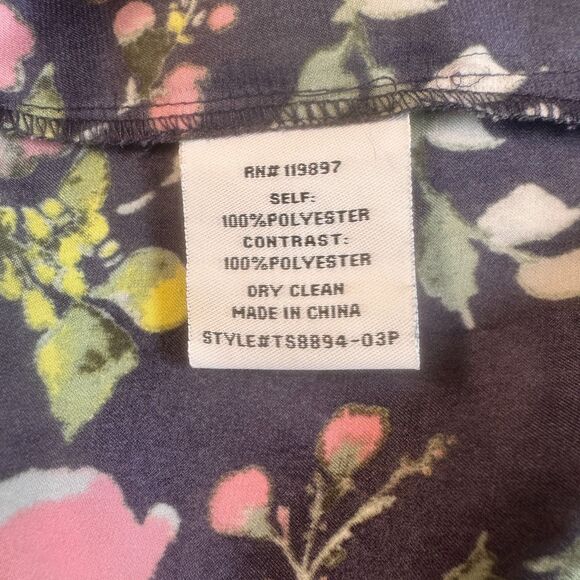 RN# 119897
SELF:
100%POLYESTER
CONTRAST:
100%POLYESTER
DRY CLEAN
MADE IN CHINA
STYLE#TS8894-03P